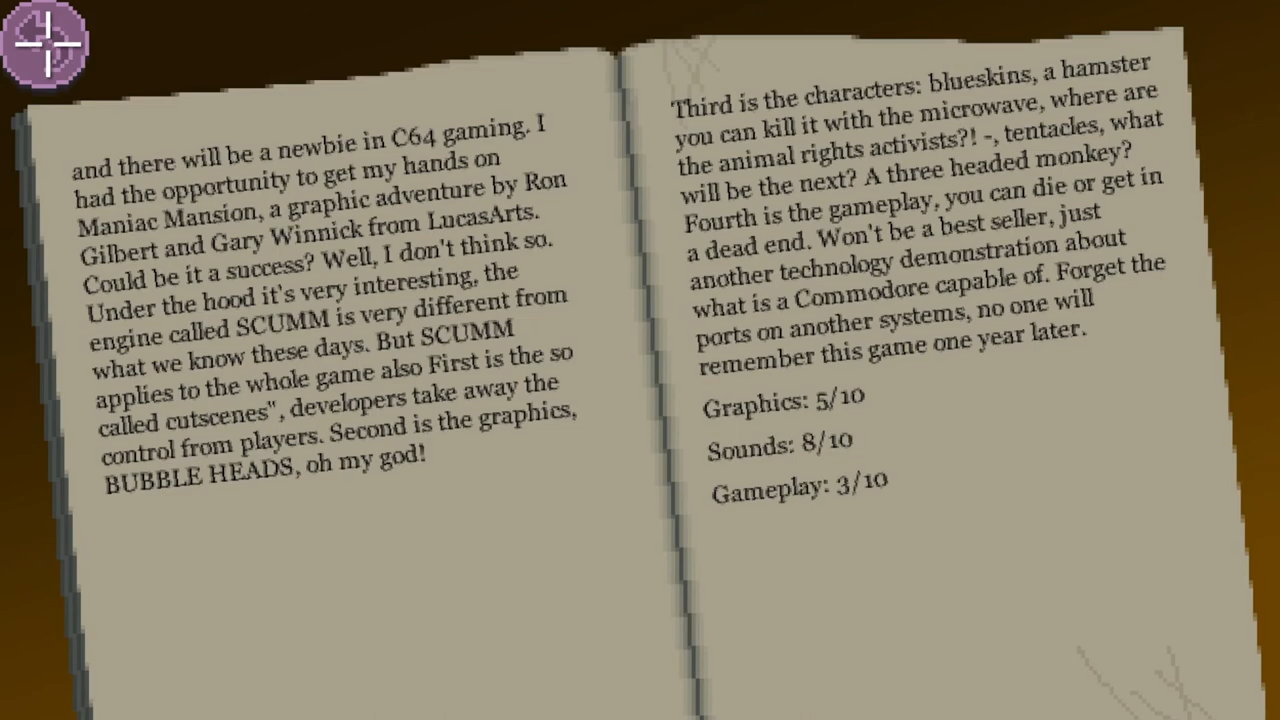 and there will be a newbie in C64 gaming. I
had the opportunity to get my hands on
Maniac Mansion, a graphic adventure by Ron
Gilbert and Gary Winnick from LucasArts.
Could be it a success? Well, I don't think so.
Under the hood it's very interesting, the
engine called SCUMM is very different from
what we know these days. But SCUMM
applies to the whole game also First is the so
called cutscenes", developers take away the
control from players. Second is the graphics,
BUBBLE HEADS, oh my god!
Third is the characters: blueskins, a hamster
you can kill it with the microwave, where are
the animal rights activists?! -, tentacles, what
will be the next? A three headed monkey?
Fourth is the gameplay, you can die or get in
a dead end. Won't be a best seller, just
another technology demonstration about
what is a Commodore capable of. Forget the
ports on another systems, no one will
remember this game one year later.
Graphics: 5/10
Sounds: 8/10
Gameplay: 3/10